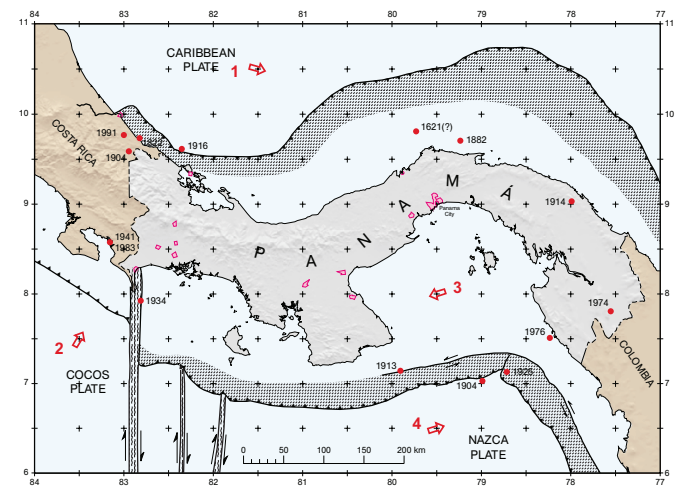 84 83 82 81 80 79 78 77
11 11
CARIBBEAN
PLATE
1
10 10
1621(?)
1991
1822
1882
COSTA RICA
1916
1904
9 9
M Á
1914
A
Panama
City
N
1941
1983
P A
8 8
3
1934
1974
2
1976
COCOS
PLATE
1913
1925
COLOMBIA
7 7
1904
4
NAZCA
PLATE
0 50 100 200 km
6 6
84 83 82 81 80 79 78 77